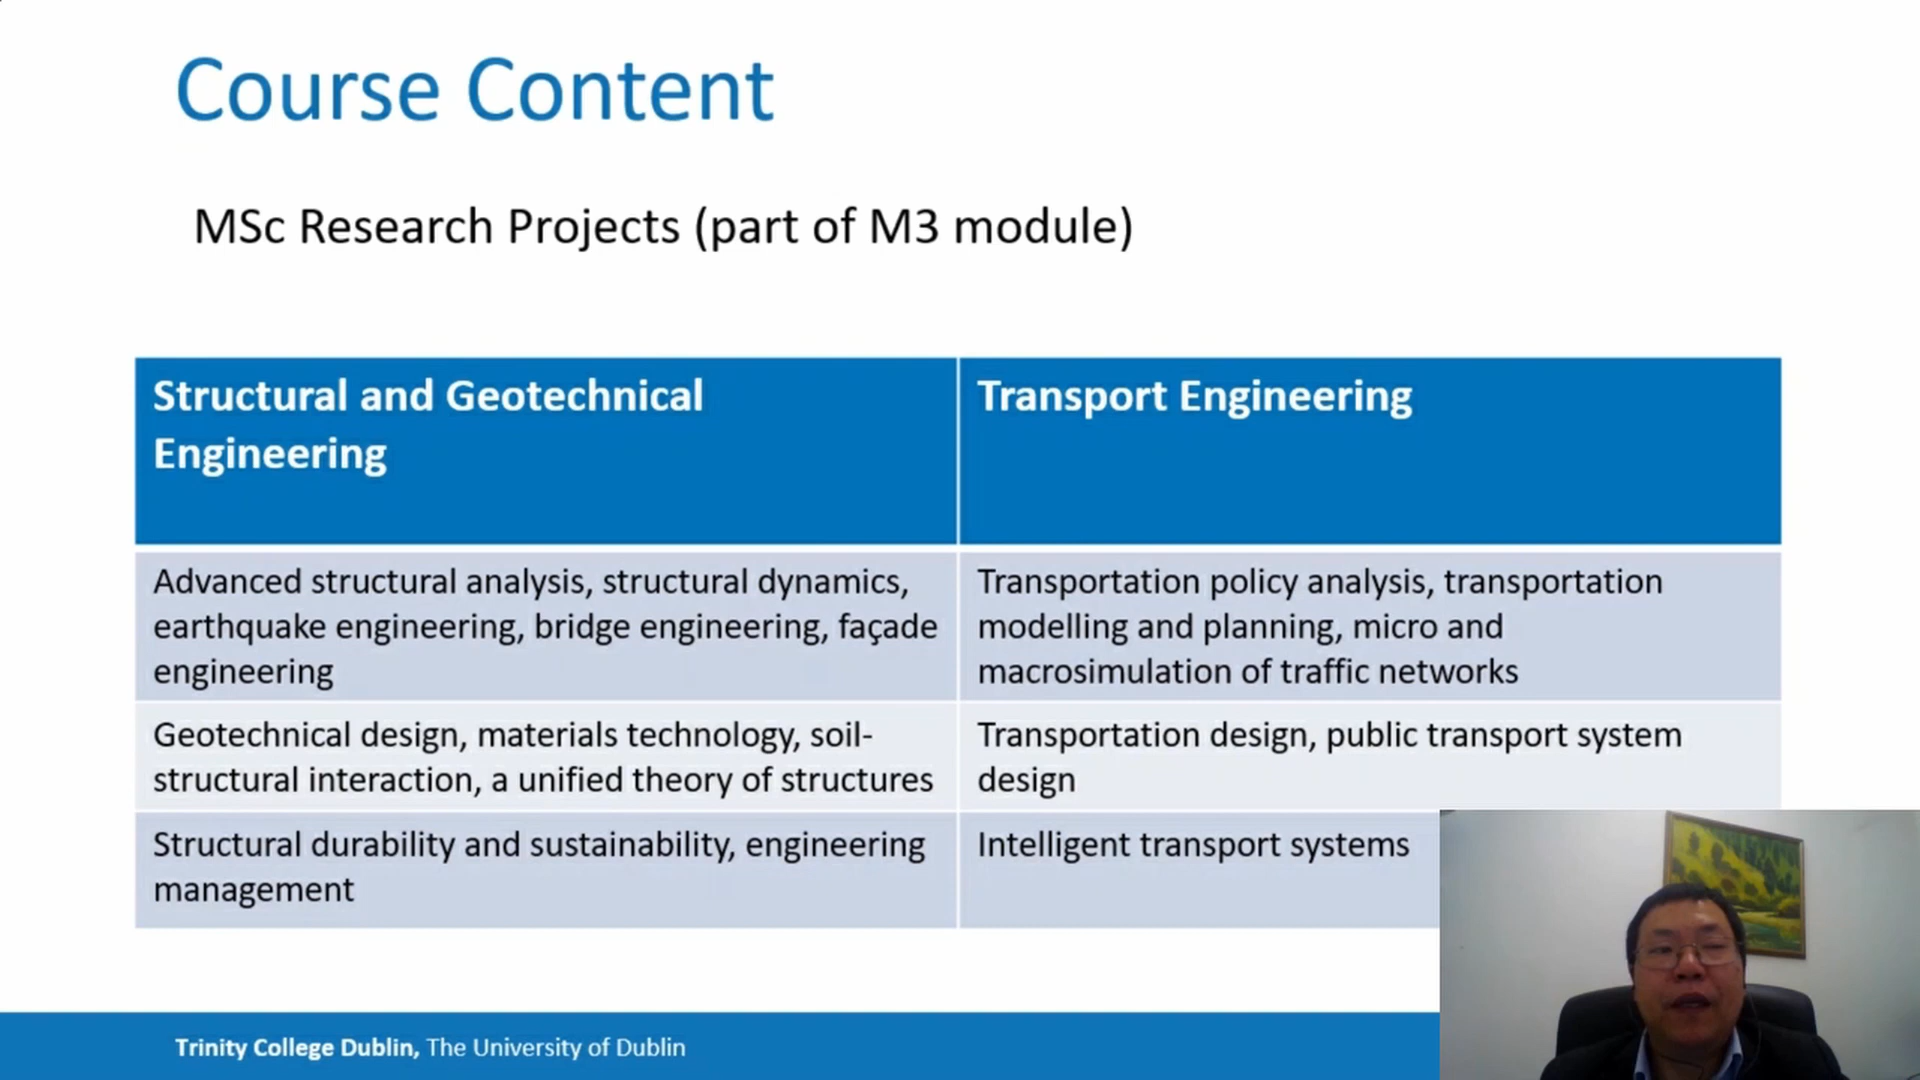 Course Content
MSc Research Projects (part of M3 module)
Structural and Geotechnical
Engineering
Transport Engineering
Advanced structural analysis, structural dynamics,
earthquake engineering, bridge engineering, façade
engineering
Transportation policy analysis, transportation
modelling and planning, micro and
macrosimulation of traffic networks
Geotechnical design, materials technology, soil-
structural interaction, a unified theory of structures
Transportation design, public transport system
design
Structural durability and sustainability, engineering
management
Intelligent transport systems
Trinity College Dublin, The University of Dublin